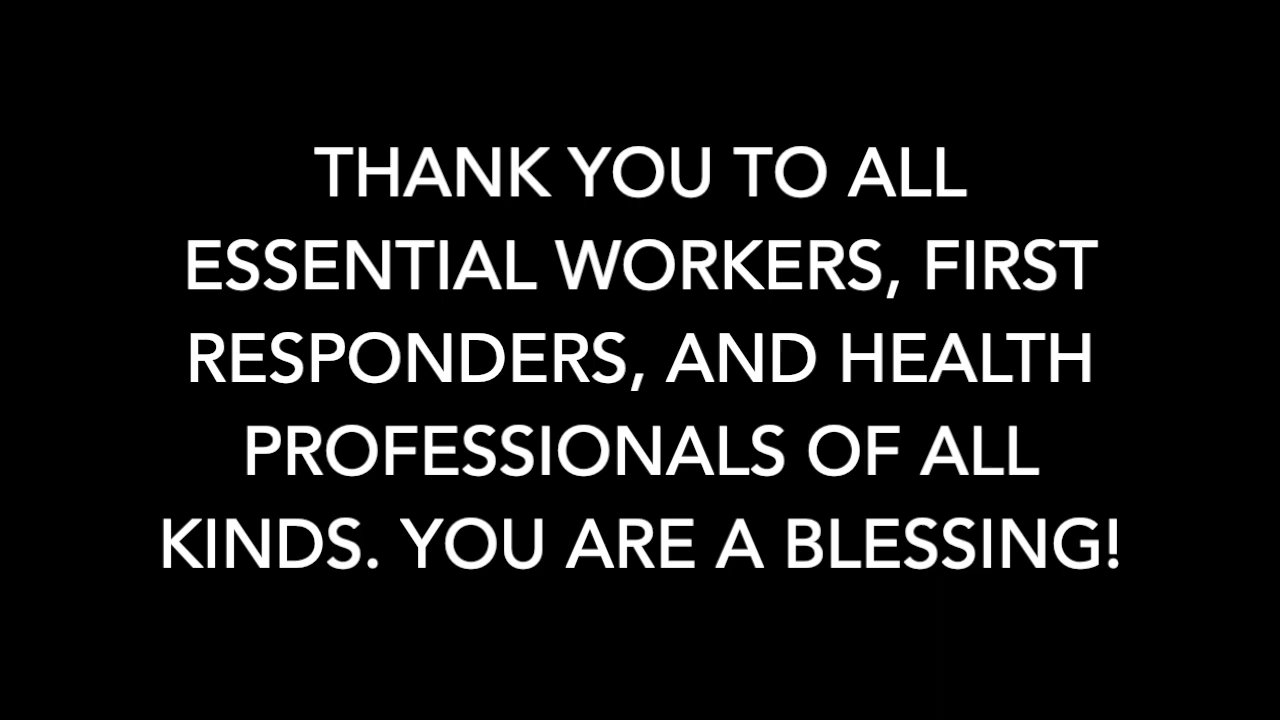 THANK YOU TO ALL
ESSENTIAL WORKERS, FIRST
RESPONDERS, AND HEALTH
PROFESSIONALS OF ALL
KINDS. YOU ARE A BLESSING!